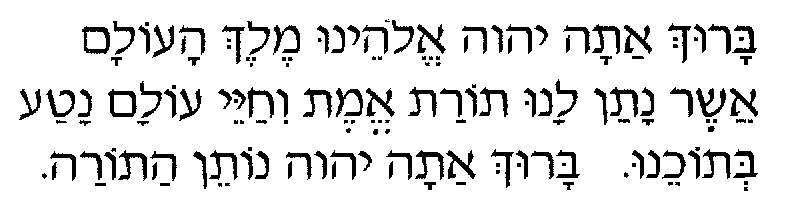 בָּרוּךְ אַתָּה יהוה אֱלֹהֵינוּ מֶלֶךְ הָעוֹלָם
אֲשֶׁר נָתַן לָנוּ תּוֹרַת אֱמֶת וְחַיֵּי עוֹלָם נָטַע
בְּתוֹכֵנוּ. בָּרוּךְ אַתָּה יהוה נוֹתֵן הַתּוֹרָה.